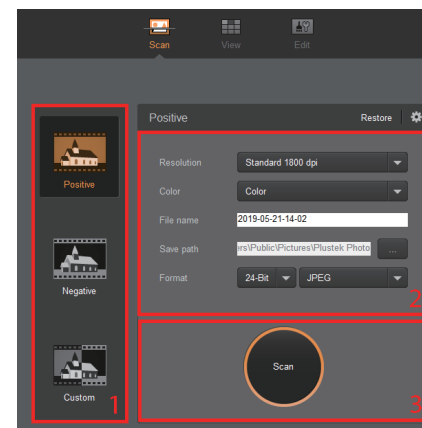 Scan View Edit
Positive Restore
Positive
Negative
Custom
1
Resolution Standard 1800 dpi
Color Color
File name 2019-05-21-14-02
Save path ers\Public\Pictures\Plustek Photo ...
Format 24-Bit JPEG
2
Scan
3